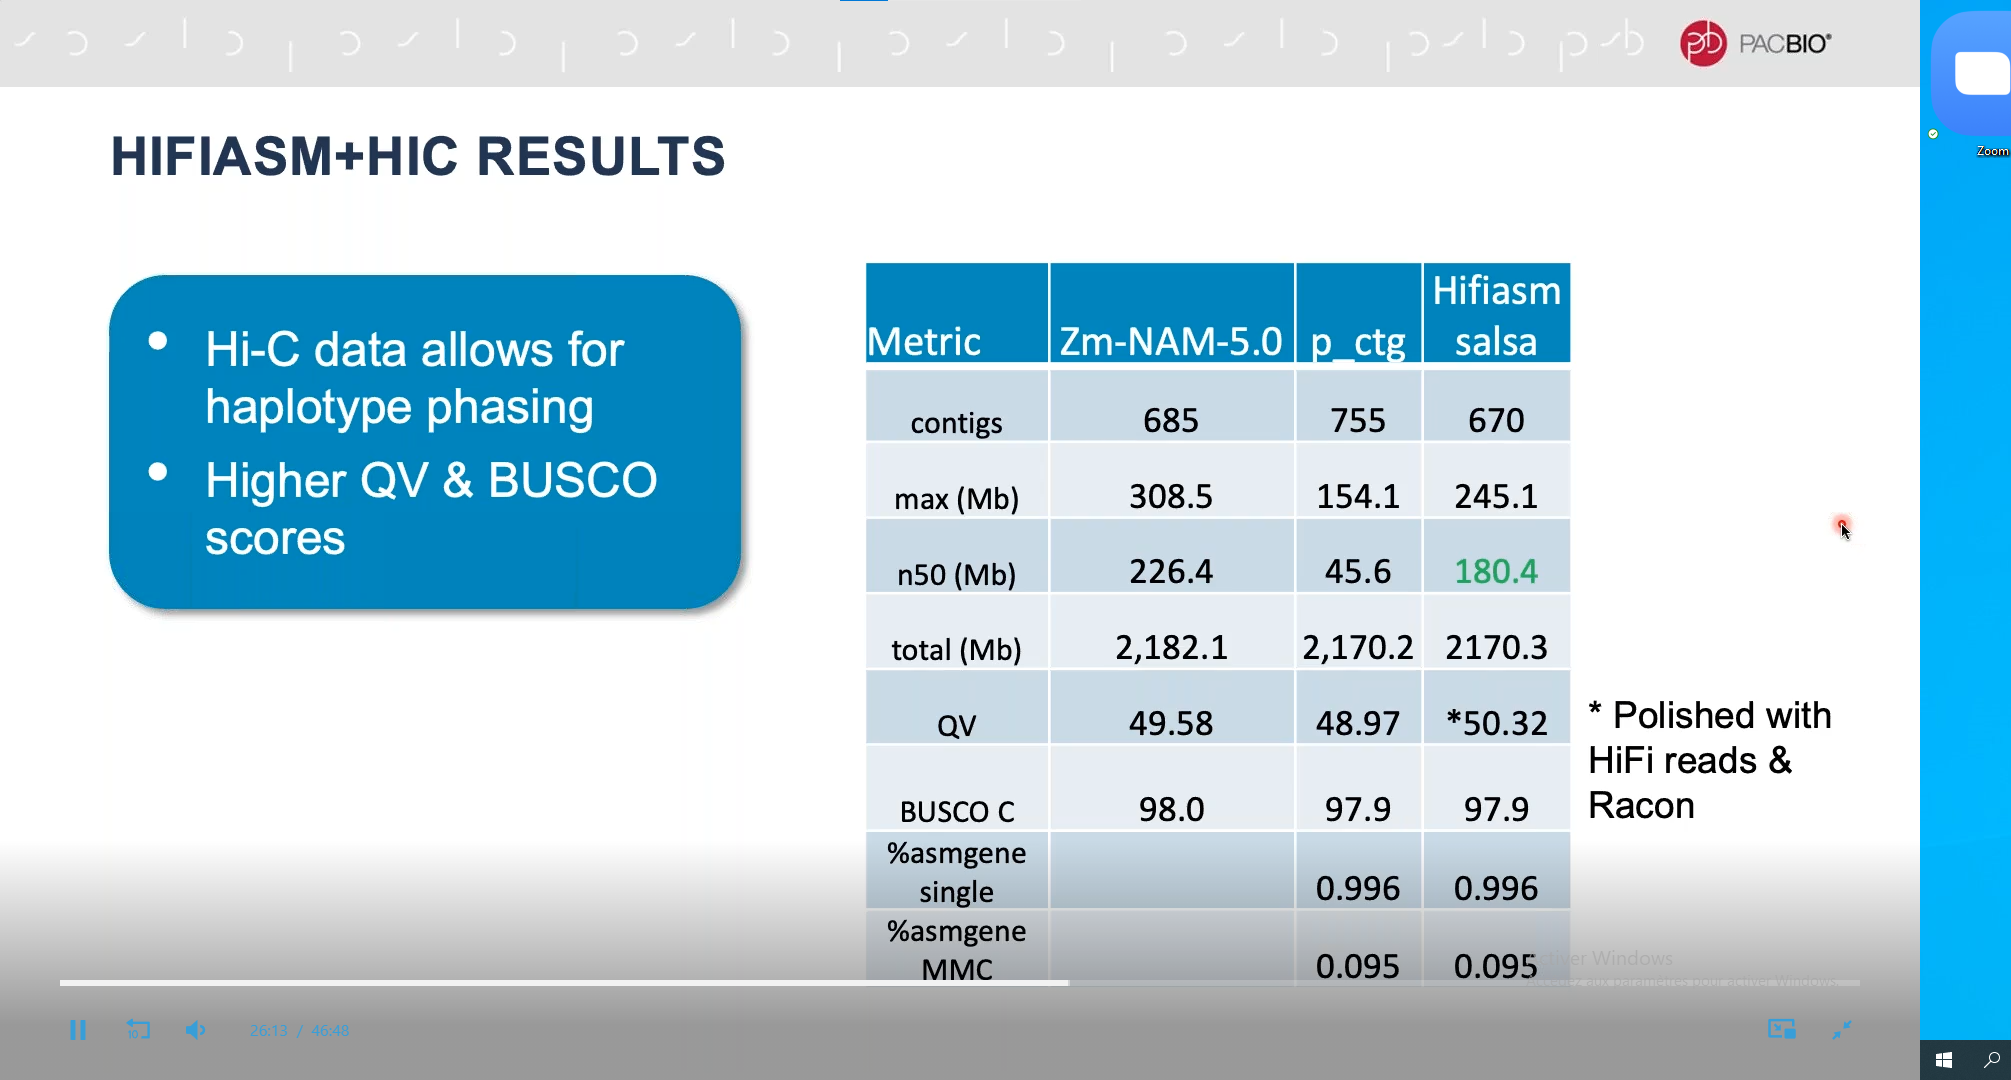 PACBIO®
Zoom
HIFIASM+HIC RESULTS
• Hi-C data allows for
haplotype phasing
• Higher QV & BUSCO
scores
Metric Zm-NAM-5.0 p_ctg Hifiasm salsa
contigs 685 755 670
max (Mb) 308.5 154.1 245.1
n50 (Mb) 226.4 45.6 180.4
total (Mb) 2,182.1 2,170.2 2170.3
QV 49.58 48.97 *50.32
BUSCO C 98.0 97.9 97.9
%asmgene single 0.996 0.996
%asmgene MMC 0.095 0.095
* Polished with
HiFi reads &
Racon
Activer Windows
Accédez aux paramètres pour activer Windows.
10
26:13 / 46:48